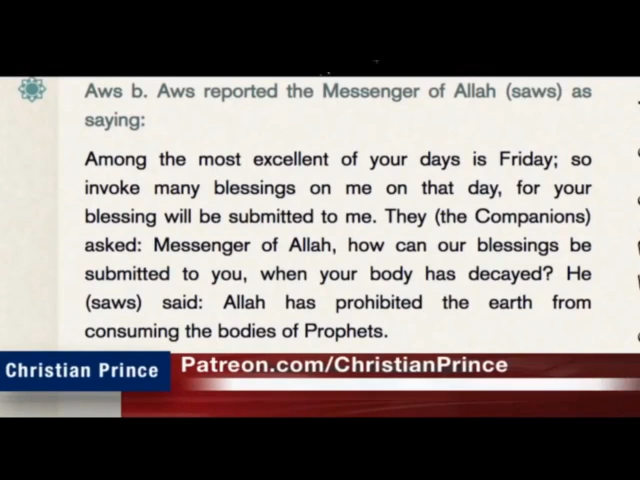 Aws b. Aws reported the Messenger of Allah (saws) as
saying:
Among the most excellent of your days is Friday; so
invoke many blessings on me on that day, for your
blessing will be submitted to me. They (the Companions)
asked: Messenger of Allah, how can our blessings be
submitted to you, when your body has decayed? He
(saws) said: Allah has prohibited the earth from
consuming the bodies of Prophets.
Christian Prince
Patreon.com/ChristianPrince